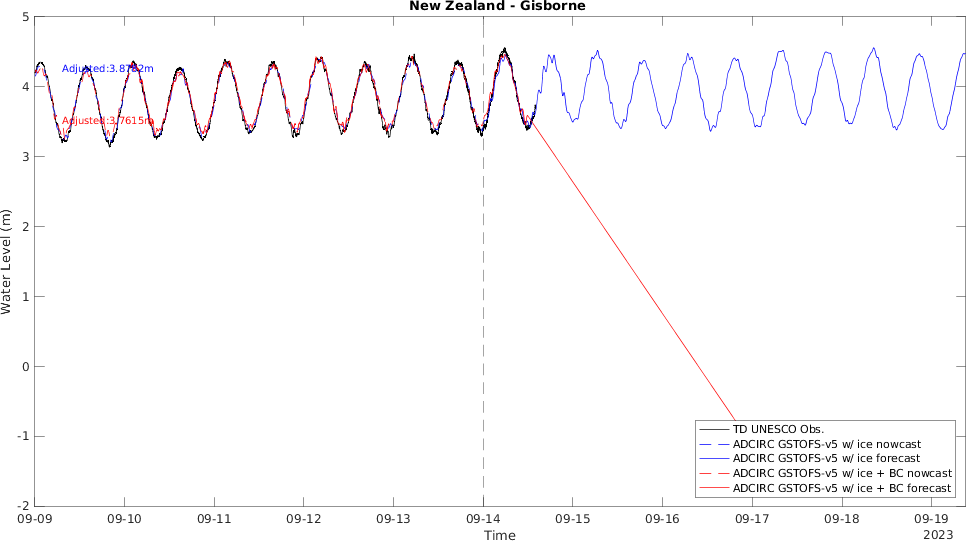 New Zealand - Gisborne
5
4
3
2
1
0
-1
-2
Water Level (m)
Adjusted:3.7615m
TD UNESCO Obs.
ADCIRC GSTOFS-v5 w/ ice nowcast
ADCIRC GSTOFS-v5 w/ ice forecast
ADCIRC GSTOFS-v5 w/ ice + BC nowcast
ADCIRC GSTOFS-v5 w/ ice + BC forecast
09-09 09-10 09-11 09-12 09-13 09-14 09-15 09-16 09-17 09-18 09-19
Time
2023